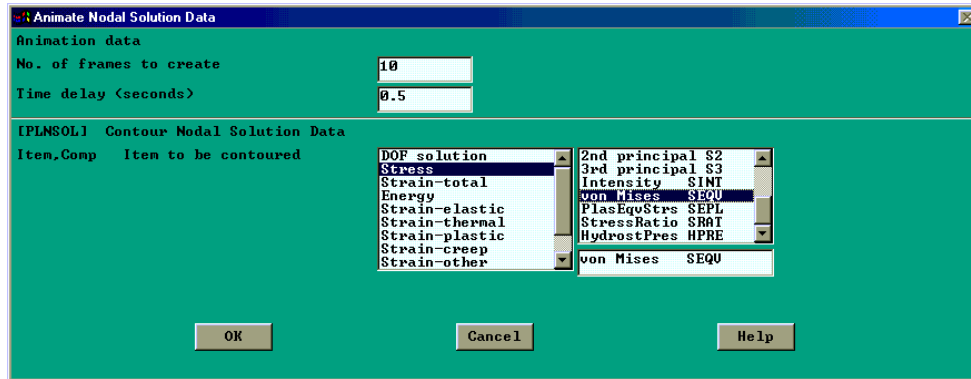 Animate Nodal Solution Data
Animation data
No. of frames to create 10
Time delay (seconds) 0.5
[PLNSOL] Contour Nodal Solution Data
Item,Comp Item to be contoured
DOF solution
Stress
Strain-total
Energy
Strain-elastic
Strain-thermal
Strain-plastic
Strain-creep
Strain-other
2nd principal S2
3rd principal S3
Intensity SINT
von Mises SEQV
PlasEqvStrs SEPL
StressRatio SRAT
HydrostPres HPRE
von Mises SEQV
OK Cancel Help